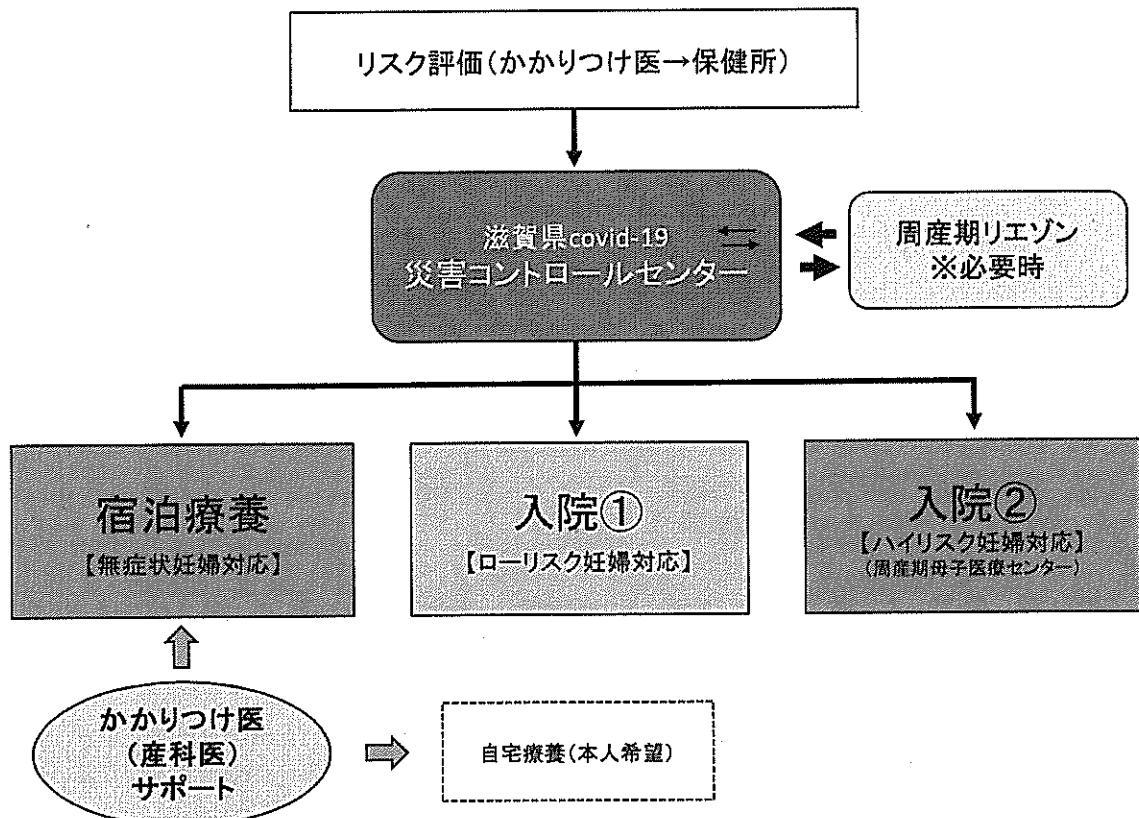 リスク評価（かかりつけ医→保健所）
滋賀県covid-19
災害コントロールセンター
周産期リエゾン
※必要時
宿泊療養
【無症状妊婦対応】
入院①
【ローリスク妊婦対応】
入院②
【ハイリスク妊婦対応】
（周産期母子医療センター）
かかりつけ医
（産科医）
サポート
自宅療養（本人希望）